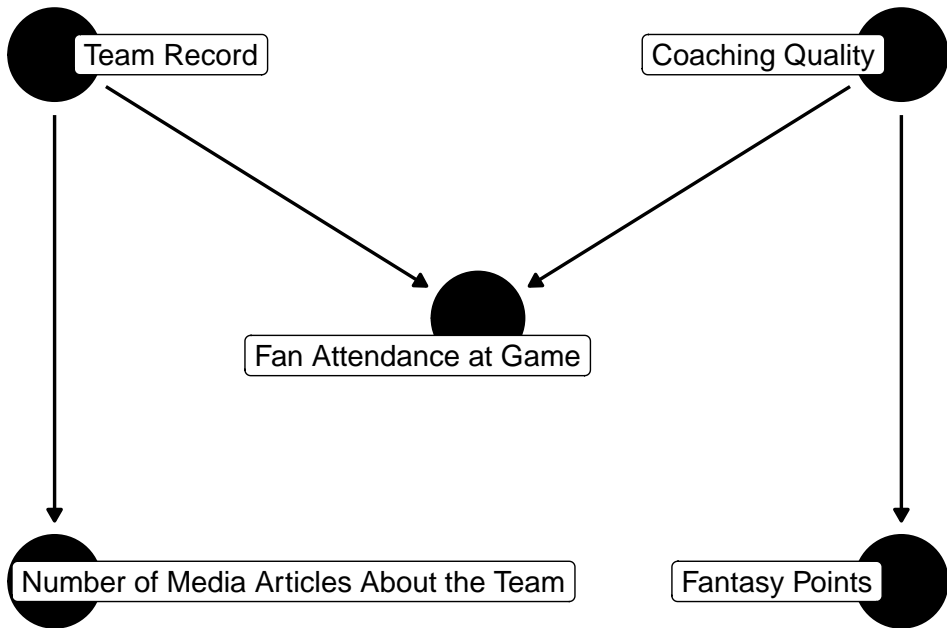 Team Record
Coaching Quality
Fan Attendance at Game
Number of Media Articles About the Team
Fantasy Points